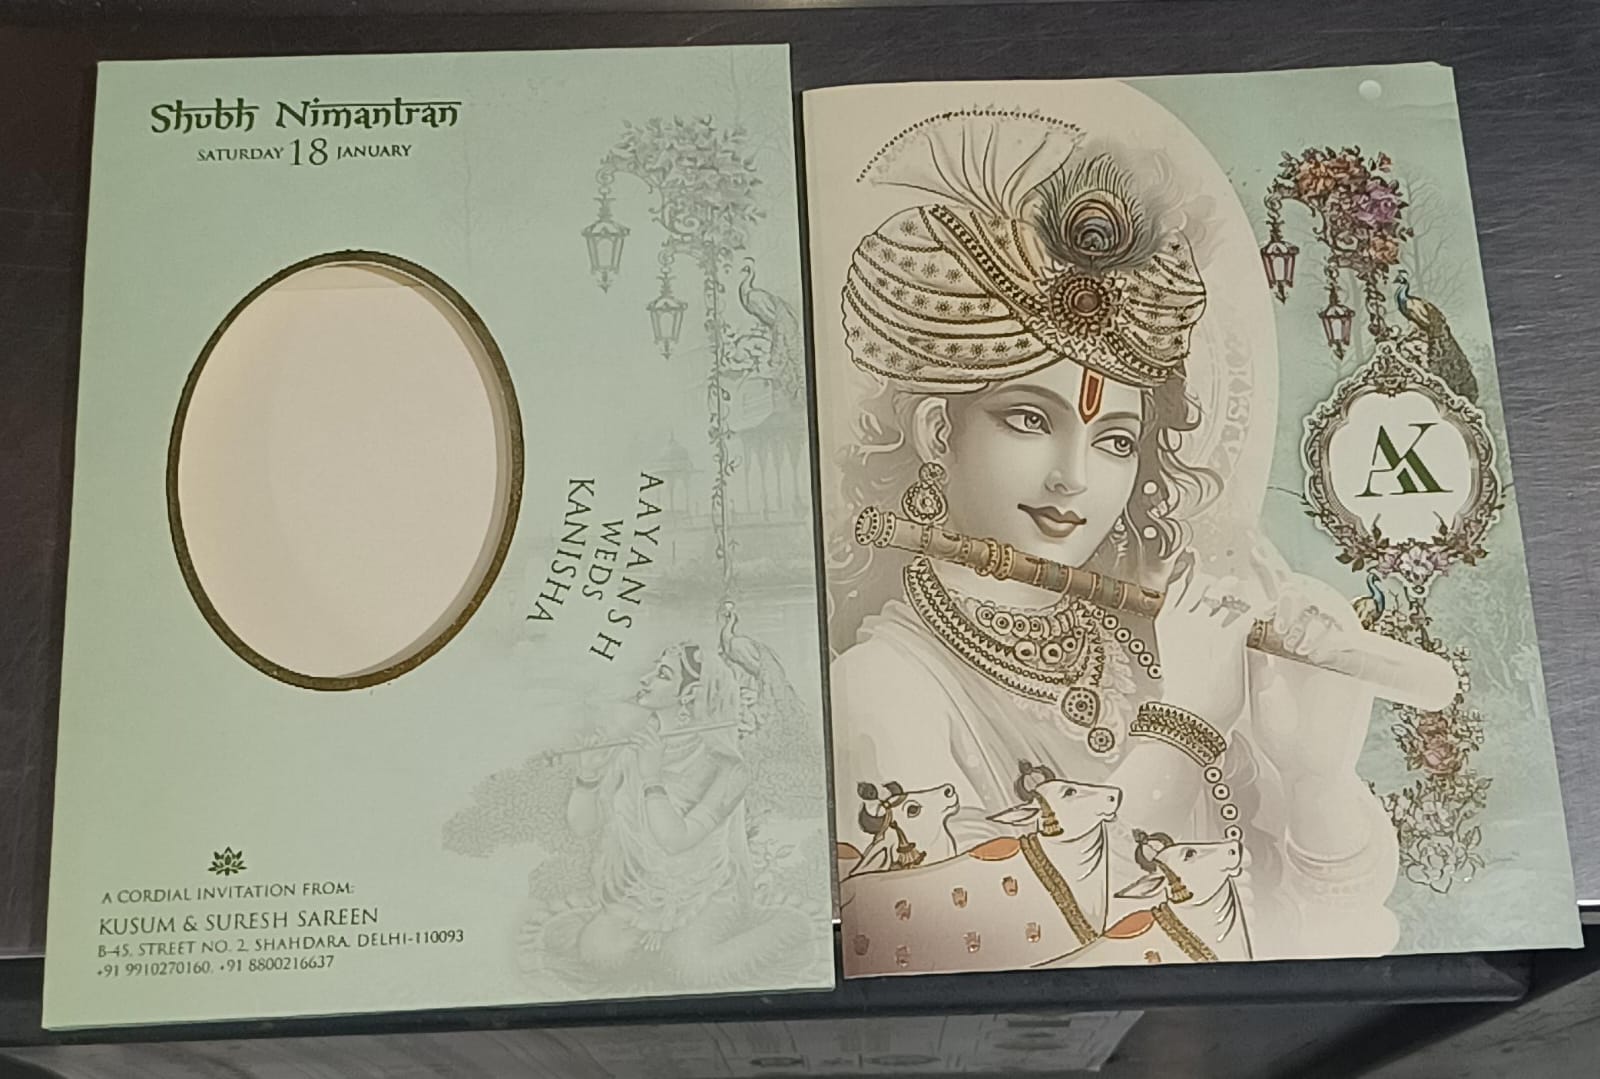 Shubh Nimantran
SATURDAY 18 JANUARY
AAYANSH
WEDS
KANISHA
A CORDIAL INVITATION FROM:
KUSUM & SURESH SAREEN
B-45, STREET NO. 2, SHAHDARA, DELHI-110093
+91 9910270160, +91 8800216637
AK